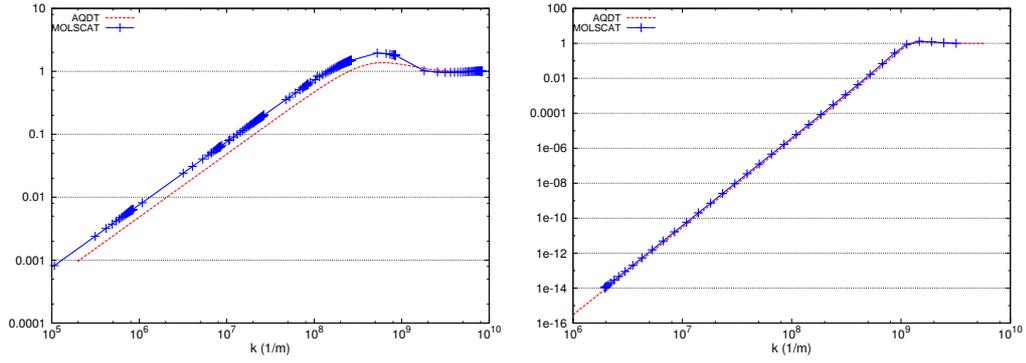 10
1
0.1
0.01
0.001
0.0001
AQDT
MOLSCAT
10^5 10^6 10^7 10^8 10^9 10^10
k (1/m)
100
1
0.01
0.0001
1e-06
1e-08
1e-10
1e-12
1e-14
1e-16
AQDT
MOLSCAT
10^6 10^7 10^8 10^9 10^10
k (1/m)